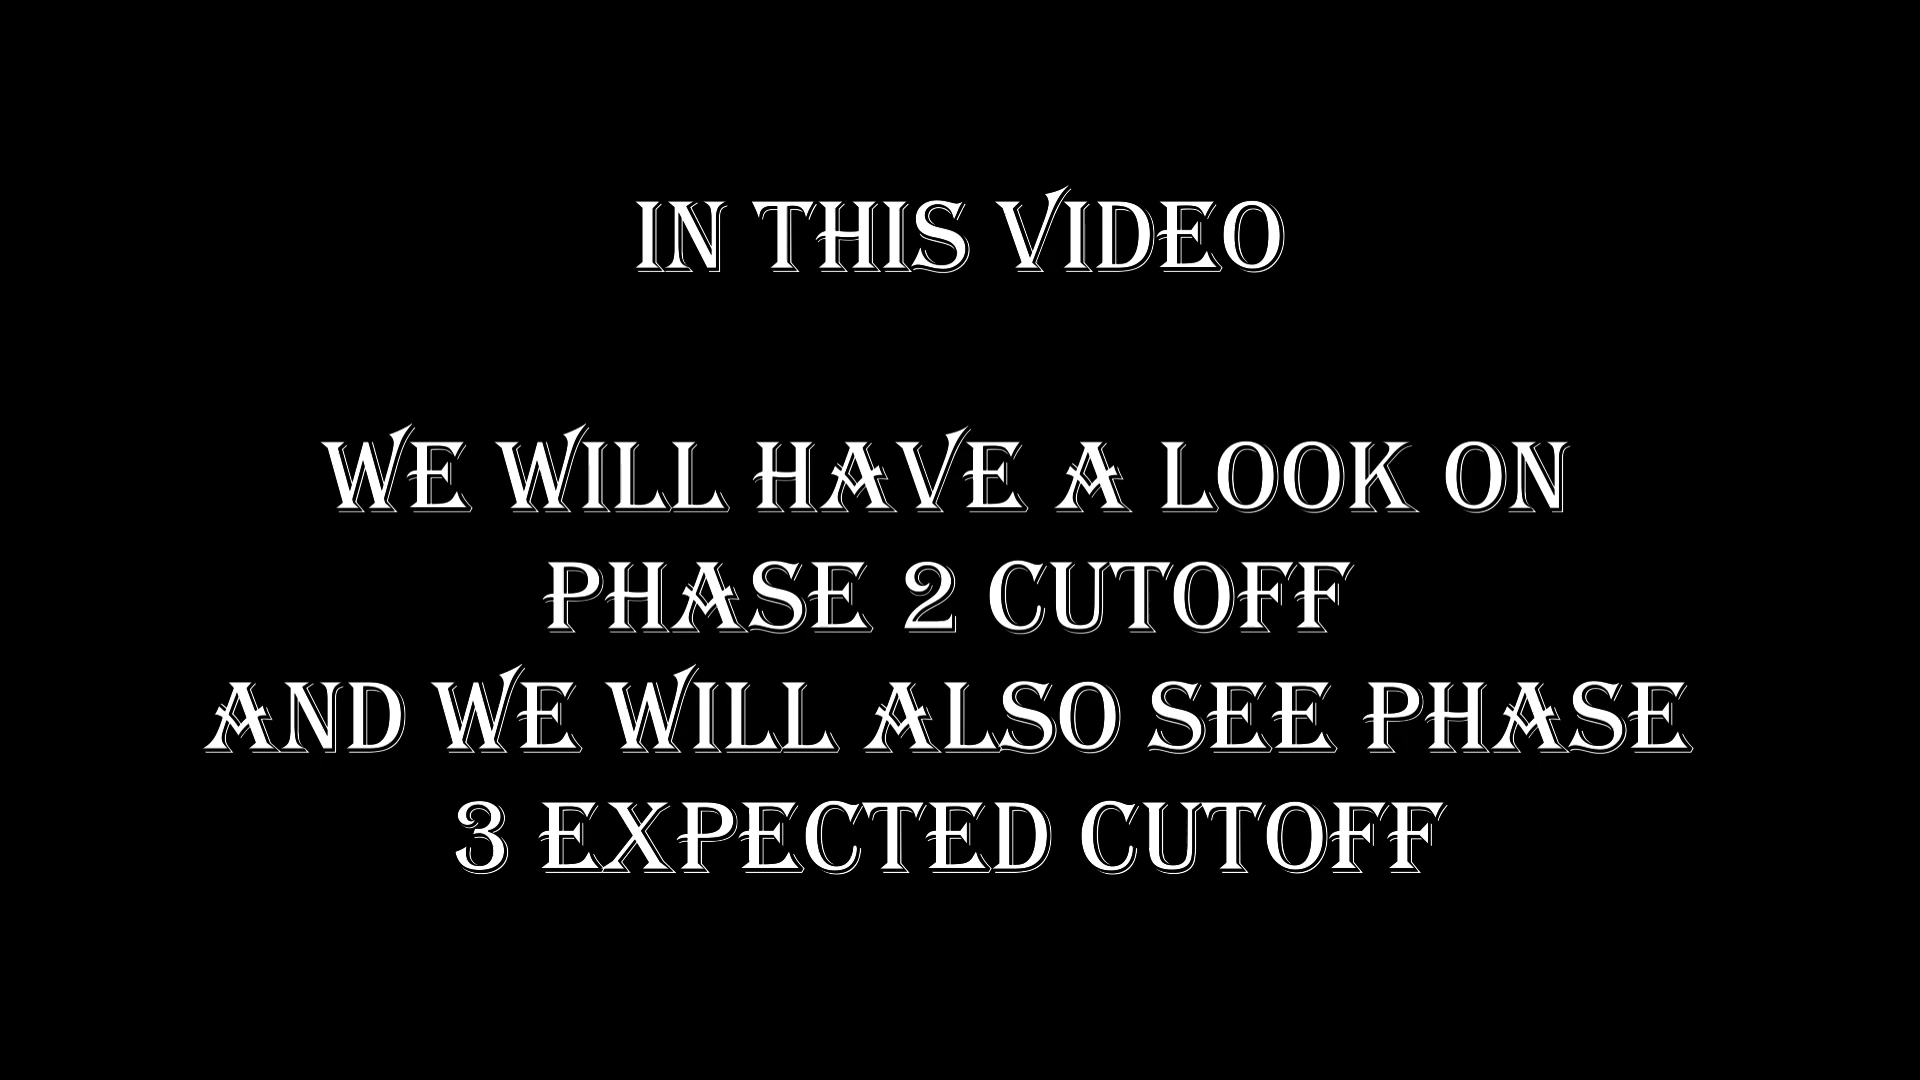 IN THIS VIDEO
WE WILL HAVE A LOOK ON
PHASE 2 CUTOFF
AND WE WILL ALSO SEE PHASE
3 EXPECTED CUTOFF